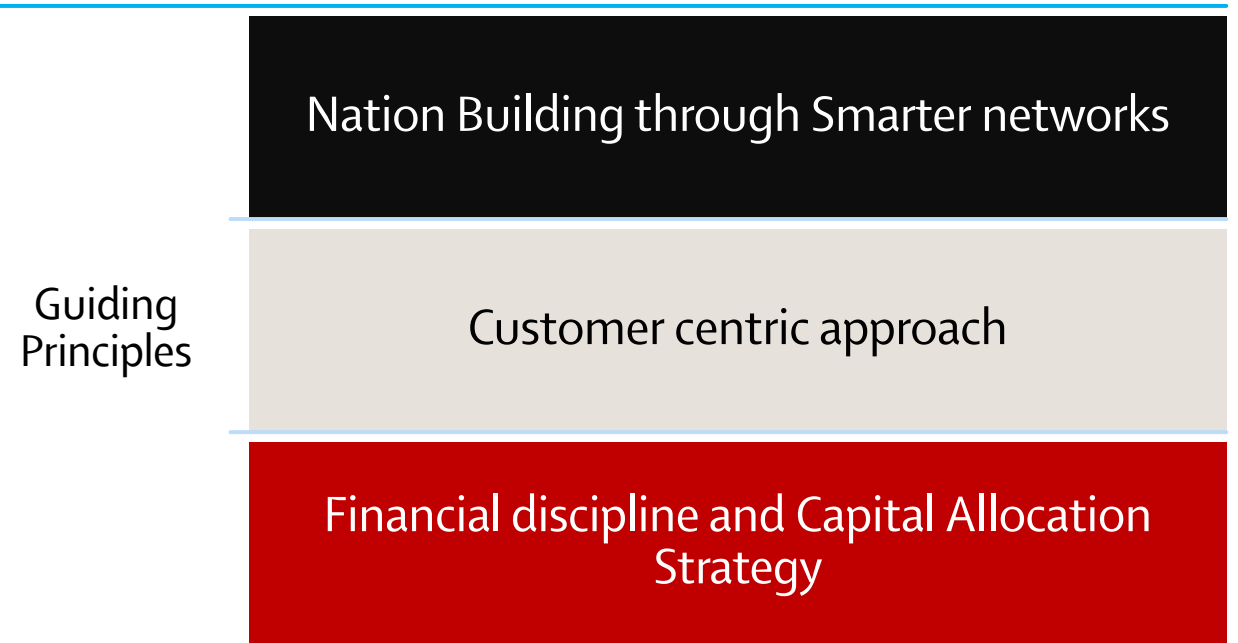 Nation Building through Smarter networks
Guiding
Principles
Customer centric approach
Financial discipline and Capital Allocation
Strategy